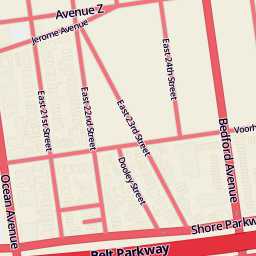 Avenue Z
Jerome Avenue
East 24th Street
East 21st Street
East 22nd Street
East 23rd Street
Bedford Avenue
Voorh
Dooley Street
Ocean Avenue
Shore Parkw
Belt Parkway